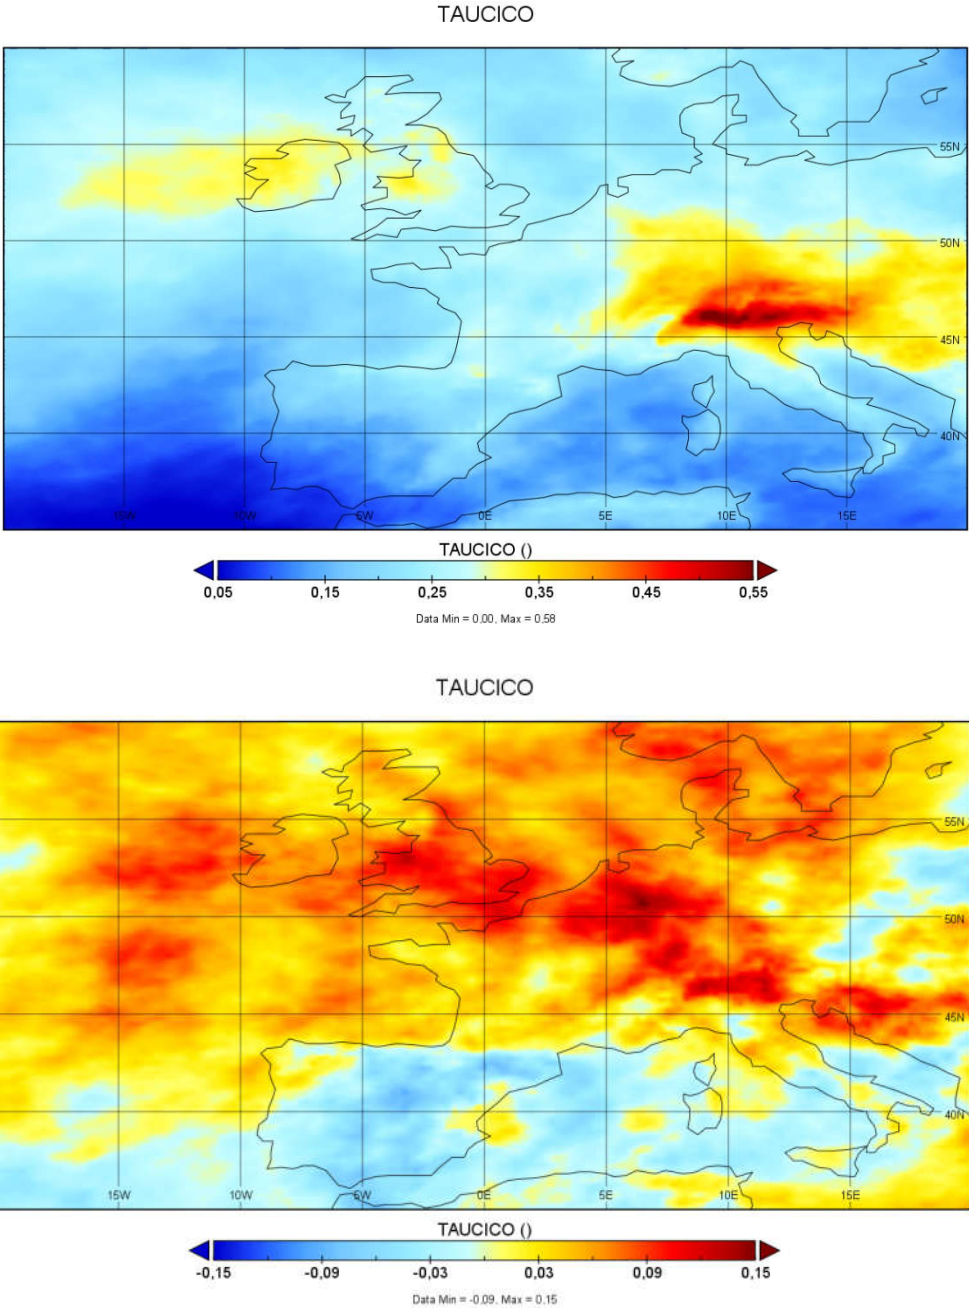 TAUCICO
55N
50N
45N
40N
15W 10W 5W 0E 5E 10E 15E
TAUCICO ()
0,05 0,15 0,25 0,35 0,45 0,55
Data Min = 0,00, Max = 0,58
TAUCICO
55N
50N
45N
40N
15W 10W 5W 0E 5E 10E 15E
TAUCICO ()
-0,15 -0,09 -0,03 0,03 0,09 0,15
Data Min = -0,09, Max = 0,15